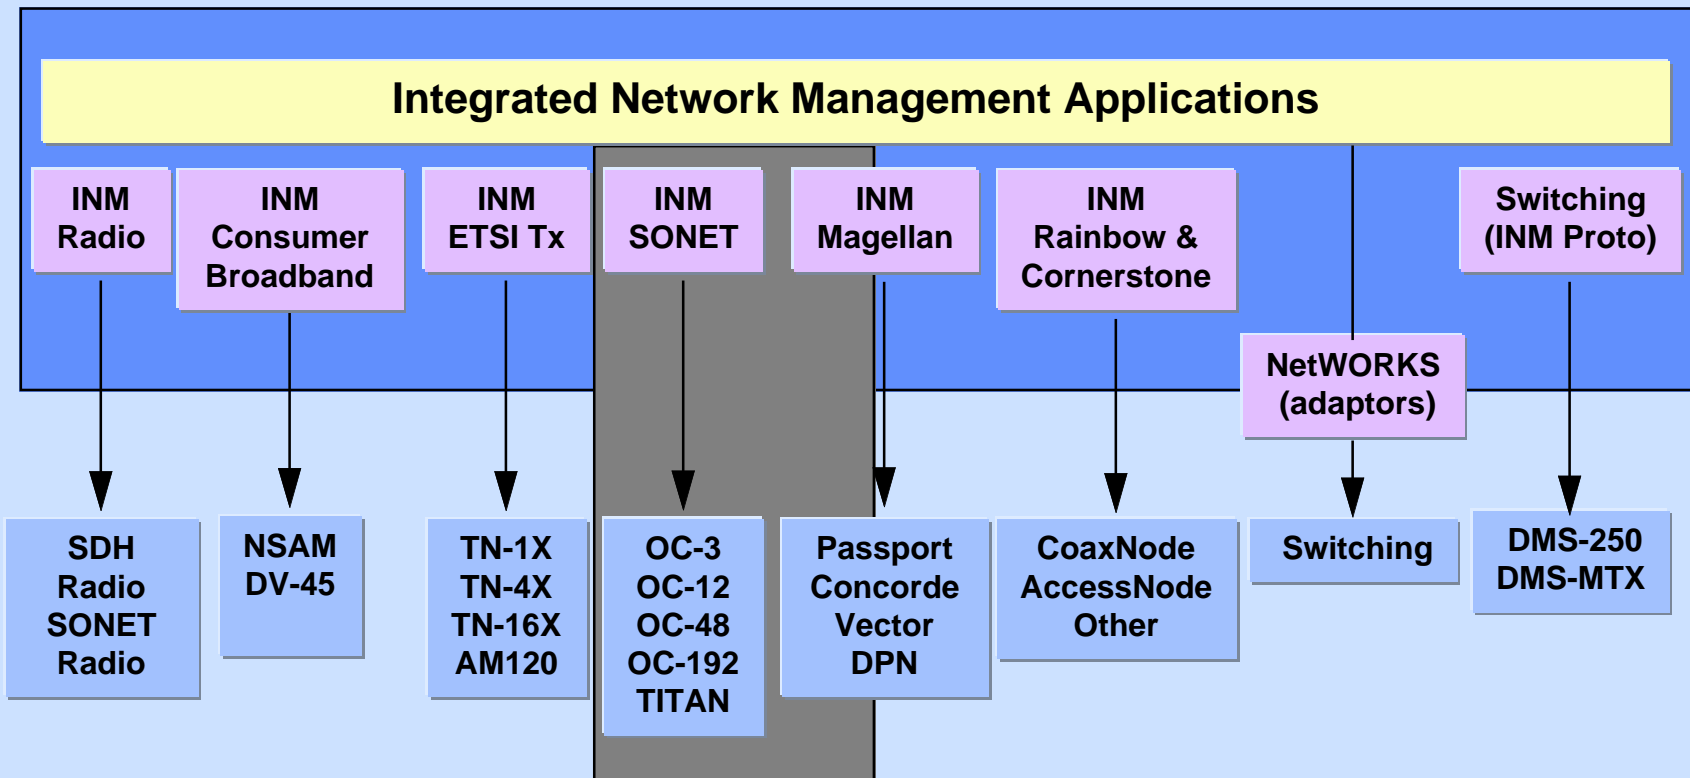 Integrated Network Management Applications
INM
Radio
INM
Consumer
Broadband
INM
ETSI Tx
INM
SONET
INM
Magellan
INM
Rainbow &
Cornerstone
Switching
(INM Proto)
NetWORKS
(adaptors)
SDH
Radio
SONET
Radio
NSAM
DV-45
TN-1X
TN-4X
TN-16X
AM120
OC-3
OC-12
OC-48
OC-192
TITAN
Passport
Concorde
Vector
DPN
CoaxNode
AccessNode
Other
Switching
DMS-250
DMS-MTX